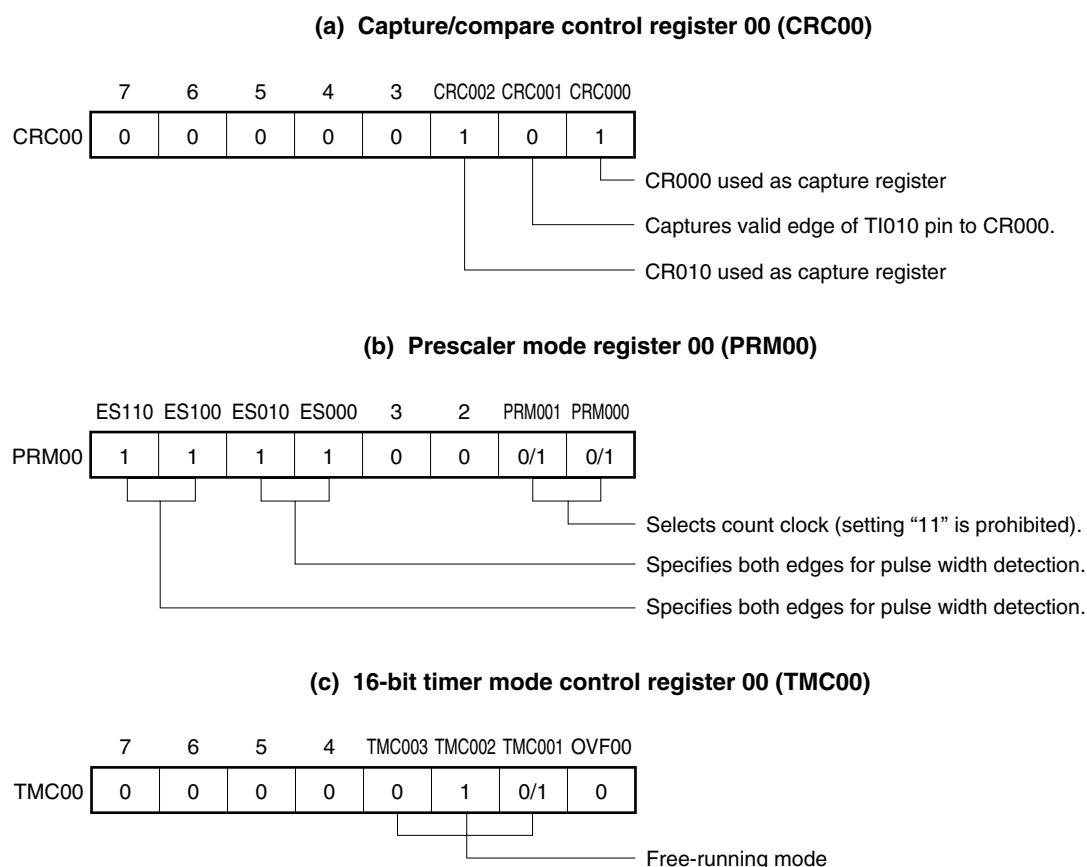 (a) Capture/compare control register 00 (CRC00)
7 6 5 4 3 CRC002 CRC001 CRC000
CRC00 0 0 0 0 0 1 0 1
CR000 used as capture register
Captures valid edge of TI010 pin to CR000.
CR010 used as capture register
(b) Prescaler mode register 00 (PRM00)
ES110 ES100 ES010 ES000 3 2 PRM001 PRM000
PRM00 1 1 1 1 0 0 0/1 0/1
Selects count clock (setting “11” is prohibited).
Specifies both edges for pulse width detection.
Specifies both edges for pulse width detection.
(c) 16-bit timer mode control register 00 (TMC00)
7 6 5 4 TMC003 TMC002 TMC001 OVF00
TMC00 0 0 0 0 0 1 0/1 0
Free-running mode